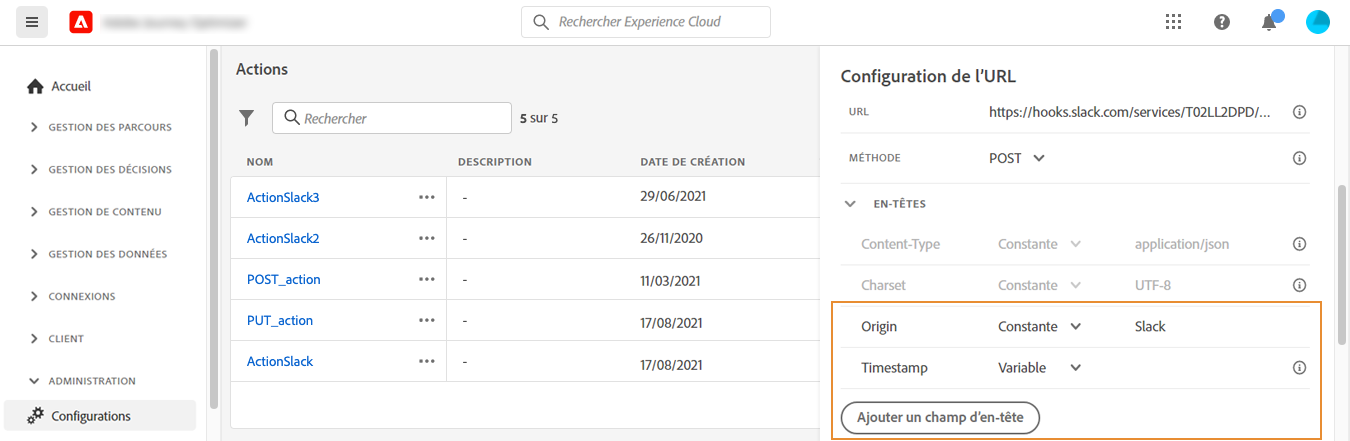 Rechercher Experience Cloud
Accueil
GESTION DES PARCOURS
GESTION DES DÉCISIONS
GESTION DE CONTENU
GESTION DES DONNÉES
CONNEXIONS
CLIENT
ADMINISTRATION
Configurations
Actions
Rechercher
5 sur 5
NOM DESCRIPTION DATE DE CRÉATION
ActionSlack3 ••• - 29/06/2021
ActionSlack2 ••• - 26/11/2020
POST_action ••• - 11/03/2021
PUT_action ••• - 17/08/2021
ActionSlack ••• - 17/08/2021
Configuration de l’URL
URL https://hooks.slack.com/services/T02LL2DPD/...
MÉTHODE POST
EN-TÊTES
Content-Type Constante application/json
Charset Constante UTF-8
Origin Constante Slack
Timestamp Variable
Ajouter un champ d’en-tête